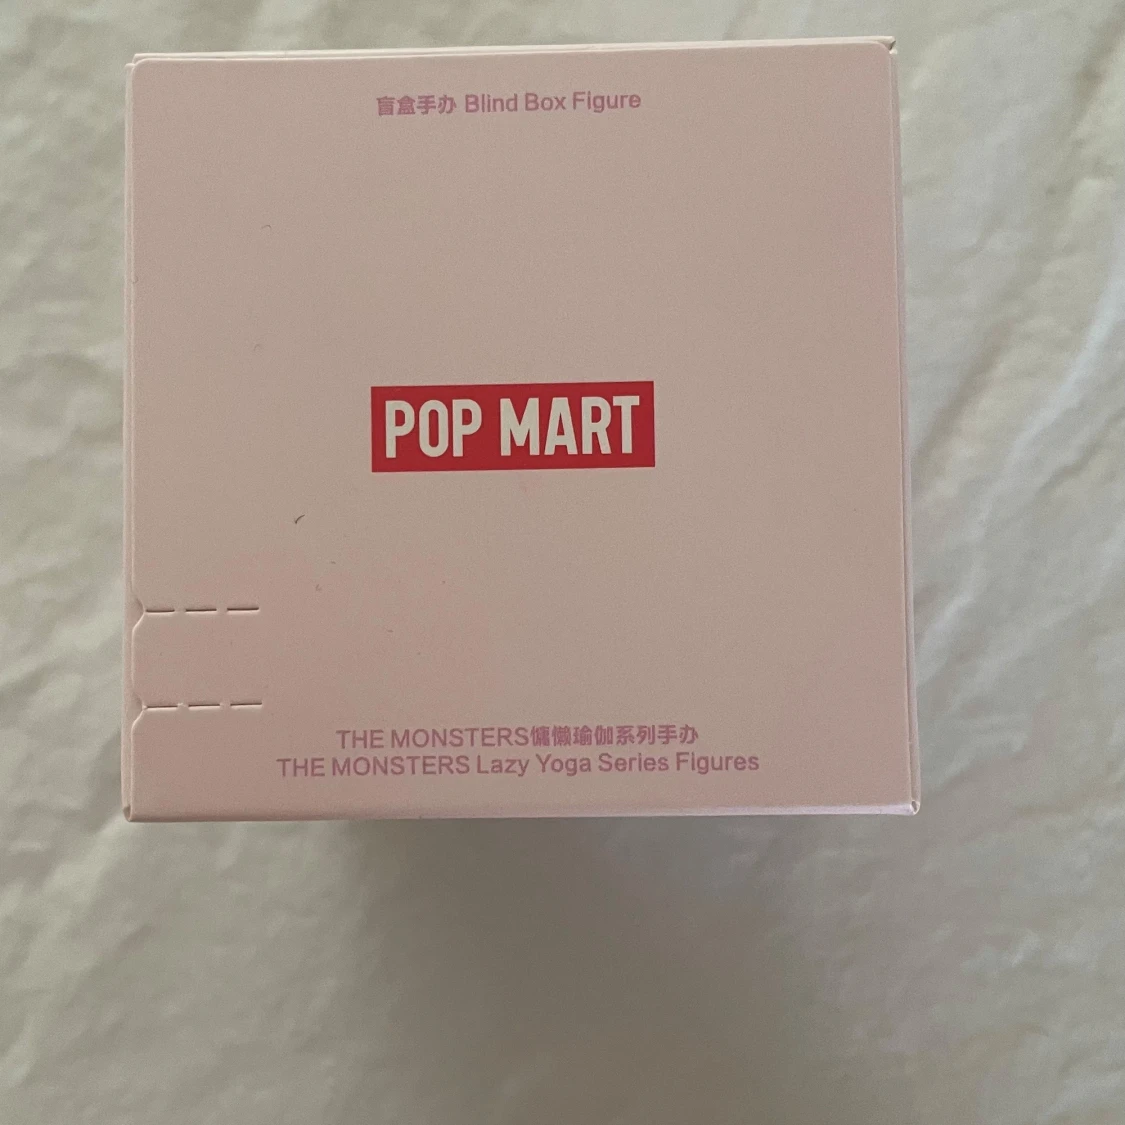 盲盒手办 Blind Box Figure
POP MART
THE MONSTERS慵懒瑜伽系列手办
THE MONSTERS Lazy Yoga Series Figures